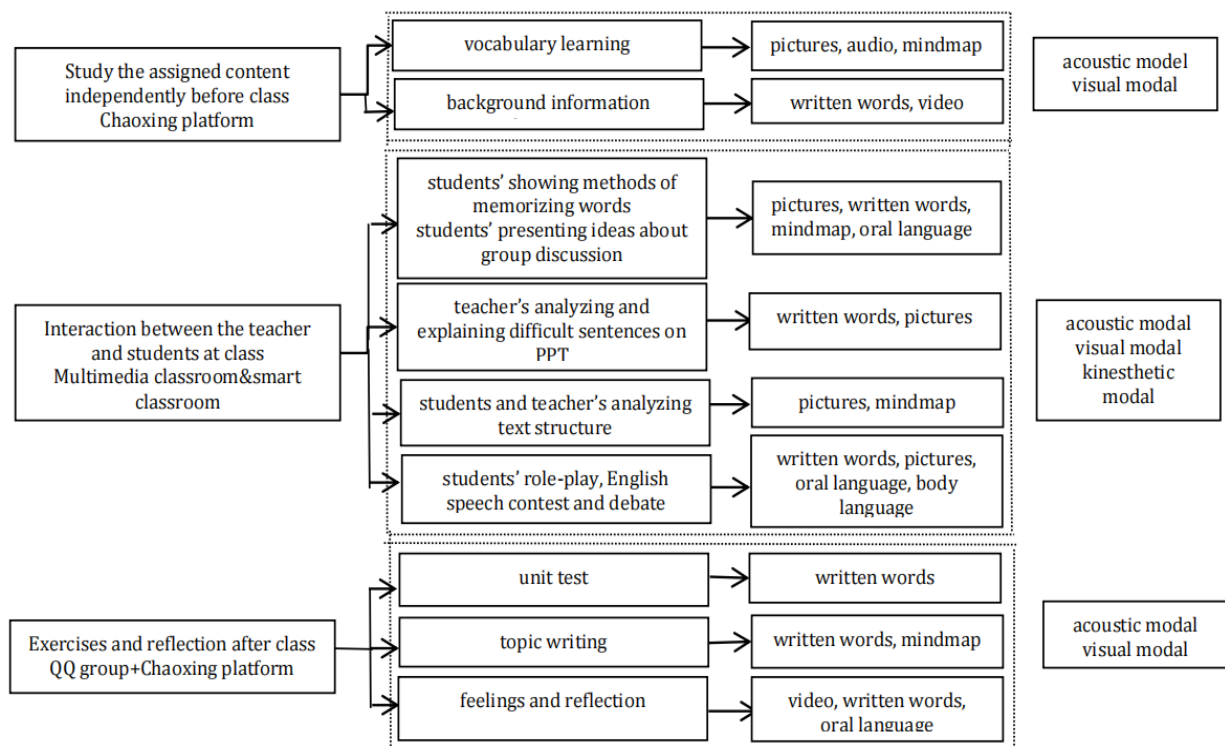 Study the assigned content
independently before class
Chaoxing platform
vocabulary learning
pictures, audio, mindmap
background information
written words, video
acoustic model
visual modal
Interaction between the teacher
and students at class
Multimedia classroom&smart
classroom
students’ showing methods of
memorizing words
students’ presenting ideas about
group discussion
pictures, written words,
mindmap, oral language
teacher’s analyzing and
explaining difficult sentences on
PPT
written words, pictures
students and teacher’s analyzing
text structure
pictures, mindmap
students’ role-play, English
speech contest and debate
written words, pictures,
oral language, body
language
acoustic modal
visual modal
kinesthetic
modal
Exercises and reflection after class
QQ group+Chaoxing platform
unit test
written words
topic writing
written words, mindmap
feelings and reflection
video, written words,
oral language
acoustic modal
visual modal